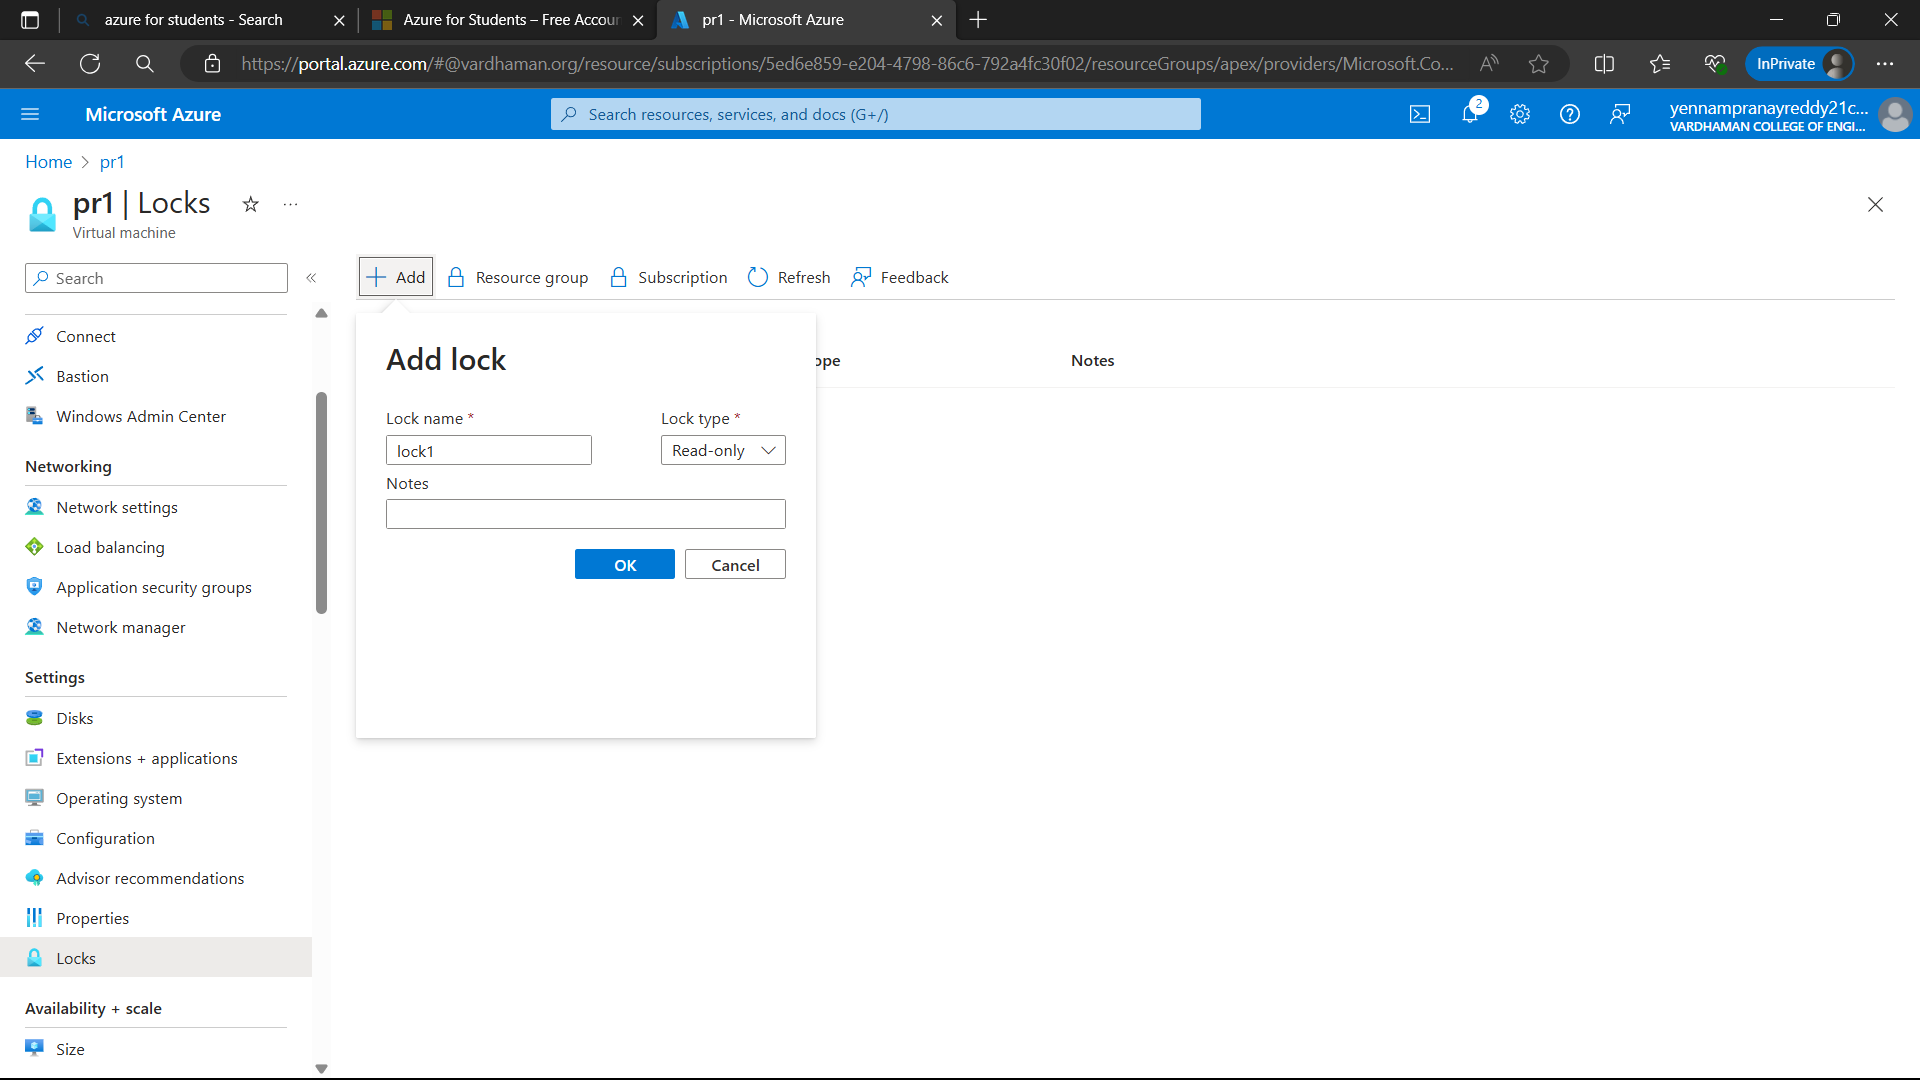 azure for students - Search
Azure for Students – Free Accoun
pr1 - Microsoft Azure
https://portal.azure.com/#@vardhaman.org/resource/subscriptions/5ed6e859-e204-4798-86c6-792a4fc30f02/resourceGroups/apex/providers/Microsoft.Co...
InPrivate
Microsoft Azure
Search resources, services, and docs (G+/)
2
yennampranayreddy21c...
VARDHAMAN COLLEGE OF ENGI...
Home > pr1
pr1 | Locks
Virtual machine
Search
Add
Resource group
Subscription
Refresh
Feedback
Connect
Bastion
Windows Admin Center
Networking
Network settings
Load balancing
Application security groups
Network manager
Settings
Disks
Extensions + applications
Operating system
Configuration
Advisor recommendations
Properties
Locks
Availability + scale
Size
Add lock
ope
Notes
Lock name *
Lock type *
lock1
Read-only
Notes
OK
Cancel